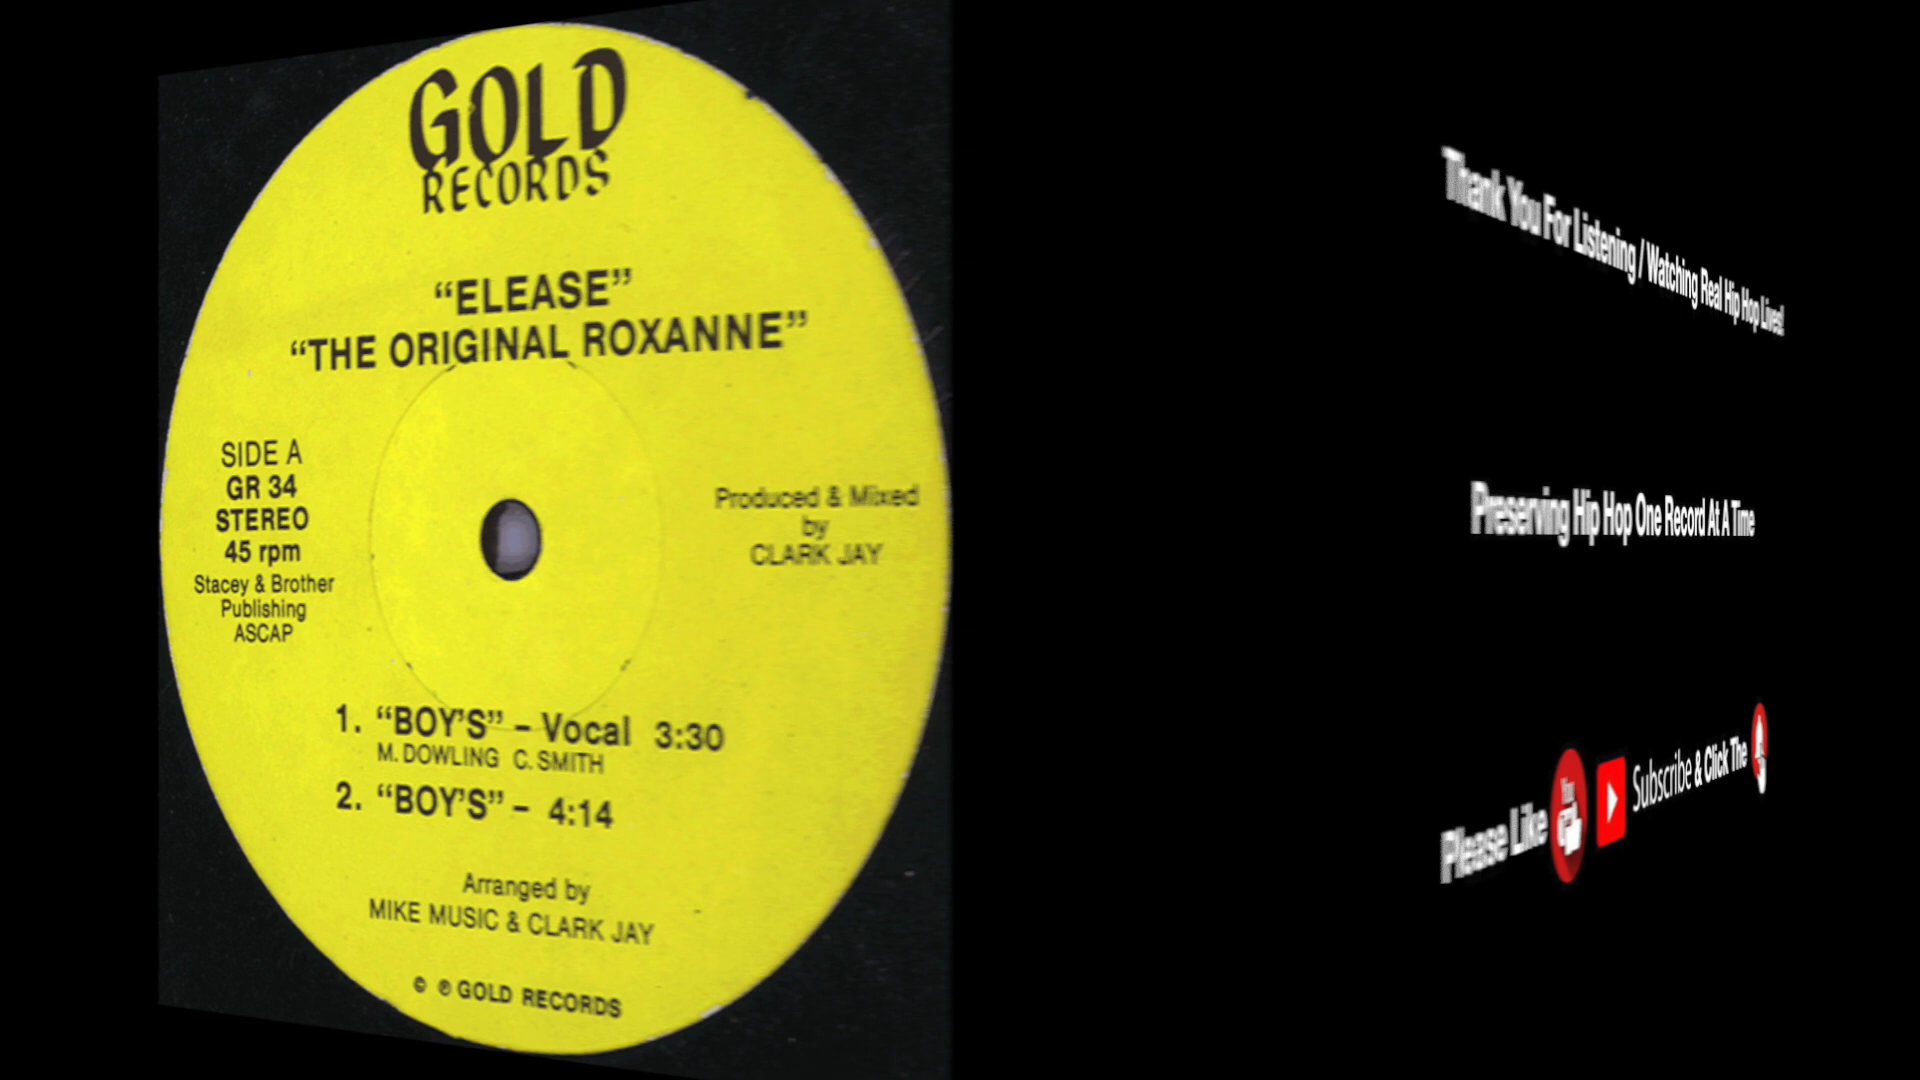 GOLD
RECORDS
“ELEASE”
“THE ORIGINAL ROXANNE”
SIDE A
GR 34
STEREO
45 rpm
Stacey & Brother
Publishing
ASCAP
Produced & Mixed
by
CLARK JAY
1. “BOY’S” – Vocal 3:30
M. DOWLING C. SMITH
2. “BOY’S” – 4:14
Arranged by
MIKE MUSIC & CLARK JAY
© ℗ GOLD RECORDS
Thank You For Listening / Watching Real Hip Hop Lives!
Preserving Hip Hop One Record At A Time
Please Like You Subscribe & Click The